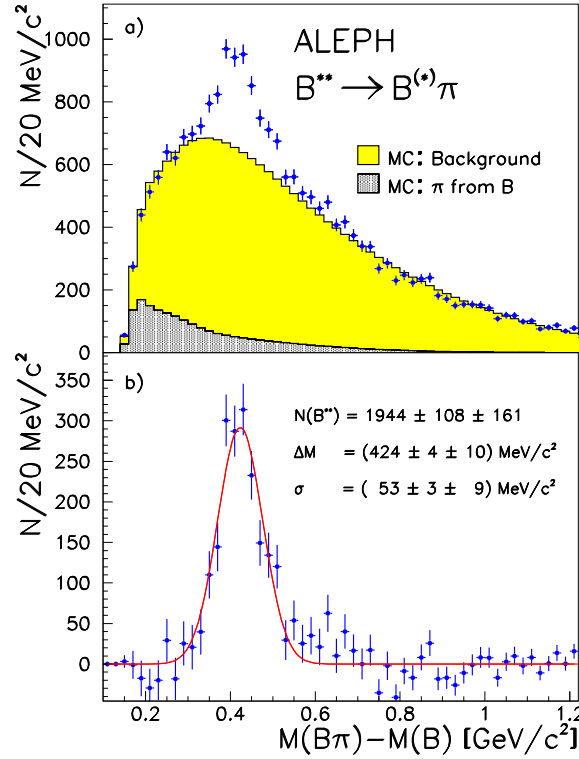 a)
ALEPH
B** → B(*)π
MC: Background
MC: π from B
N/20 MeV/c²
1000
800
600
400
200
0
b)
N(B**) = 1944 ± 108 ± 161
ΔM = (424 ± 4 ± 10) MeV/c²
σ = ( 53 ± 3 ± 9) MeV/c²
N/20 MeV/c²
350
300
250
200
150
100
50
0
0.2 0.4 0.6 0.8 1 1.2
M(Bπ)−M(B) [GeV/c²]